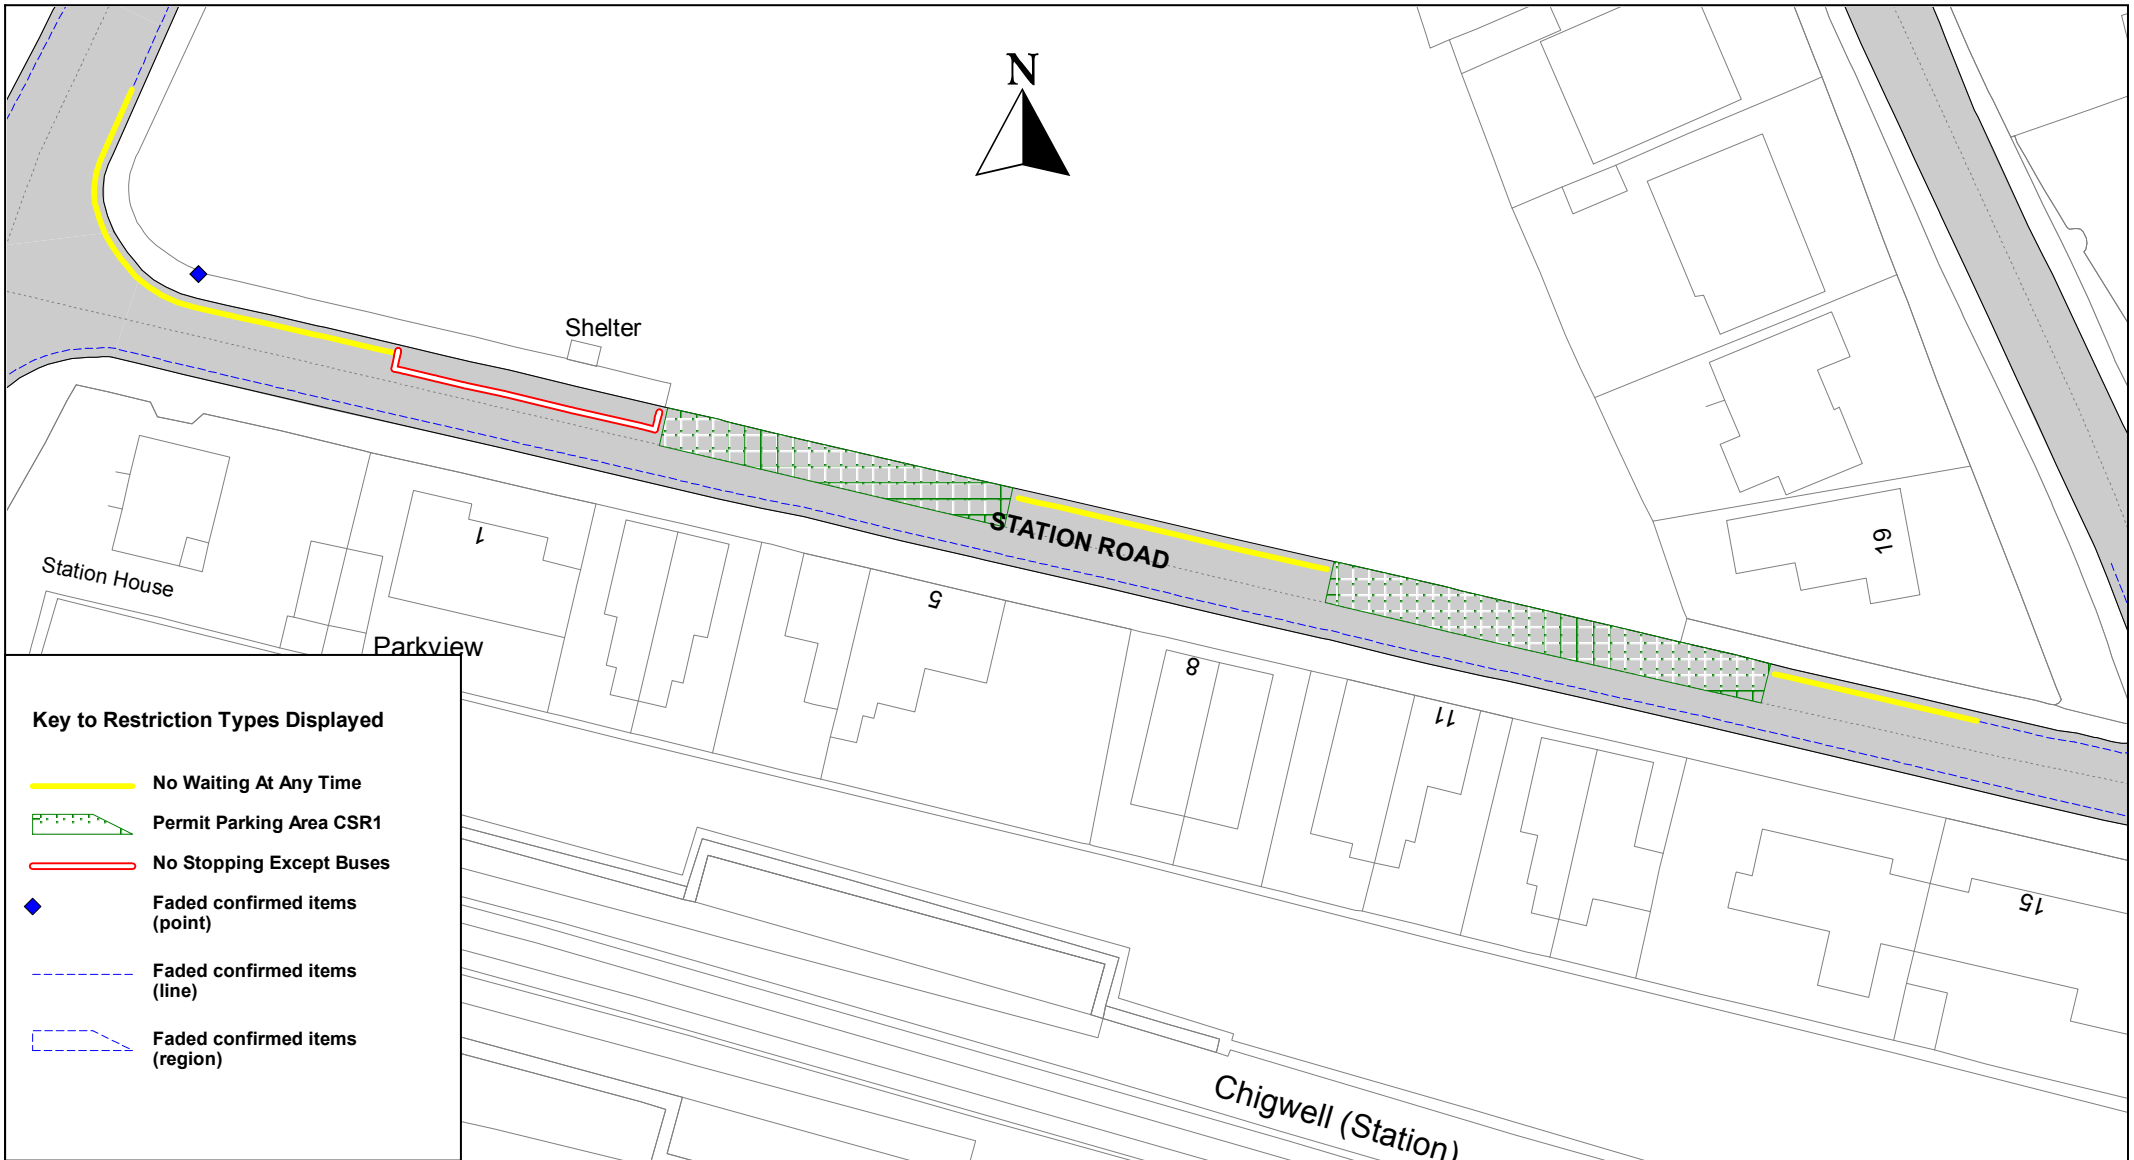 N
Shelter
STATION ROAD
1
5
8
11
15
19
Station House
Parkview
Key to Restriction Types Displayed
No Waiting At Any Time
Permit Parking Area CSR1
No Stopping Except Buses
Faded confirmed items
(point)
Faded confirmed items
(line)
Faded confirmed items
(region)
Chigwell (Station)